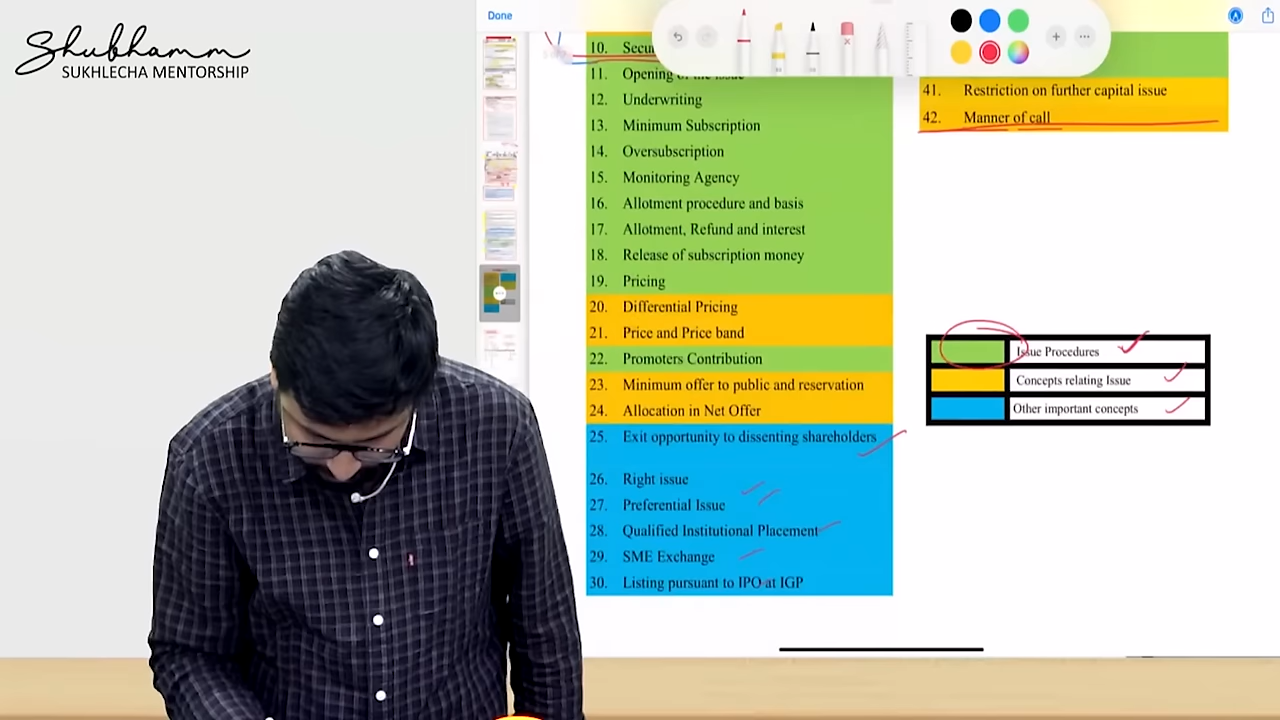 Shubhamm
SUKHLECHA MENTORSHIP
Done
10. Secu
11. Opening of the issue
12. Underwriting
13. Minimum Subscription
14. Oversubscription
15. Monitoring Agency
16. Allotment procedure and basis
17. Allotment, Refund and interest
18. Release of subscription money
19. Pricing
20. Differential Pricing
21. Price and Price band
22. Promoters Contribution
23. Minimum offer to public and reservation
24. Allocation in Net Offer
25. Exit opportunity to dissenting shareholders
26. Right issue
27. Preferential Issue
28. Qualified Institutional Placement
29. SME Exchange
30. Listing pursuant to IPO at IGP
41. Restriction on further capital issue
42. Manner of call
Issue Procedures
Concepts relating Issue
Other important concepts